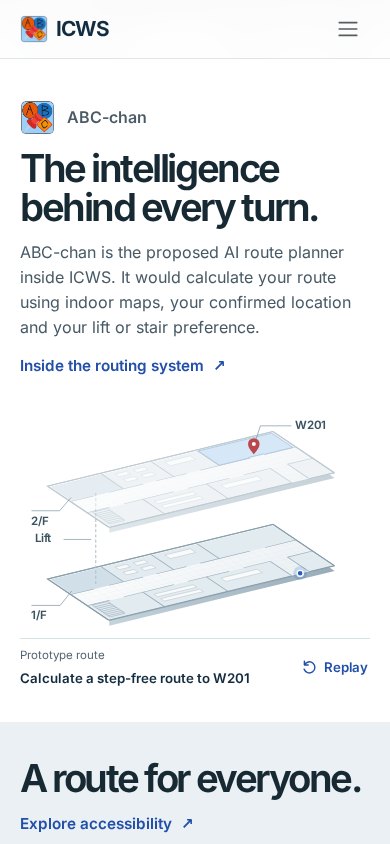 ICWS
ABC-chan
The intelligence
behind every turn.
ABC-chan is the proposed AI route planner
inside ICWS. It would calculate your route
using indoor maps, your confirmed location
and your lift or stair preference.
Inside the routing system ↗
W201
2/F
Lift
1/F
Prototype route
Calculate a step-free route to W201
Replay
A route for everyone.
Explore accessibility ↗